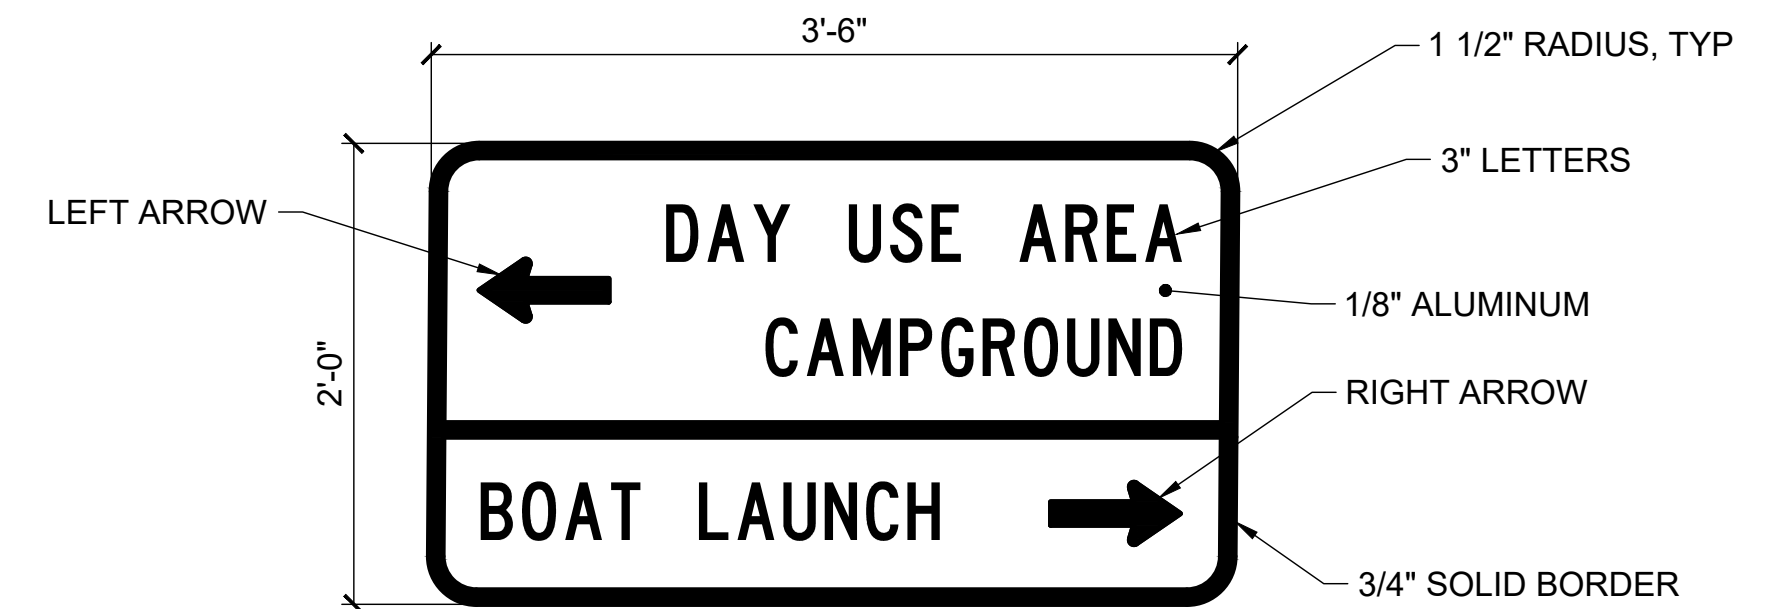 3'-6"
1 1/2" RADIUS, TYP
3" LETTERS
LEFT ARROW
DAY USE AREA
1/8" ALUMINUM
CAMPGROUND
2'-0"
RIGHT ARROW
BOAT LAUNCH
3/4" SOLID BORDER